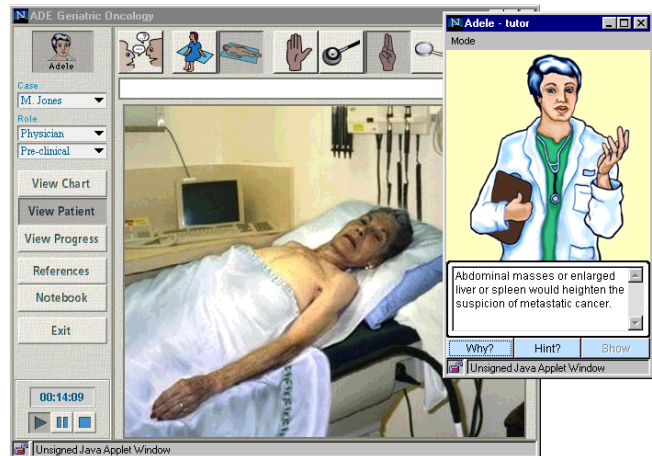 ADE Geriatric Oncology
Adele
Case
M. Jones
Role
Physician
Pre-clinical
View Chart
View Patient
View Progress
References
Notebook
Exit
00:14:09
Unsigned Java Applet Window
Adele - tutor
Mode
Abdominal masses or enlarged
liver or spleen would heighten the
suspicion of metastatic cancer.
Why? Hint? Show
Unsigned Java Applet Window